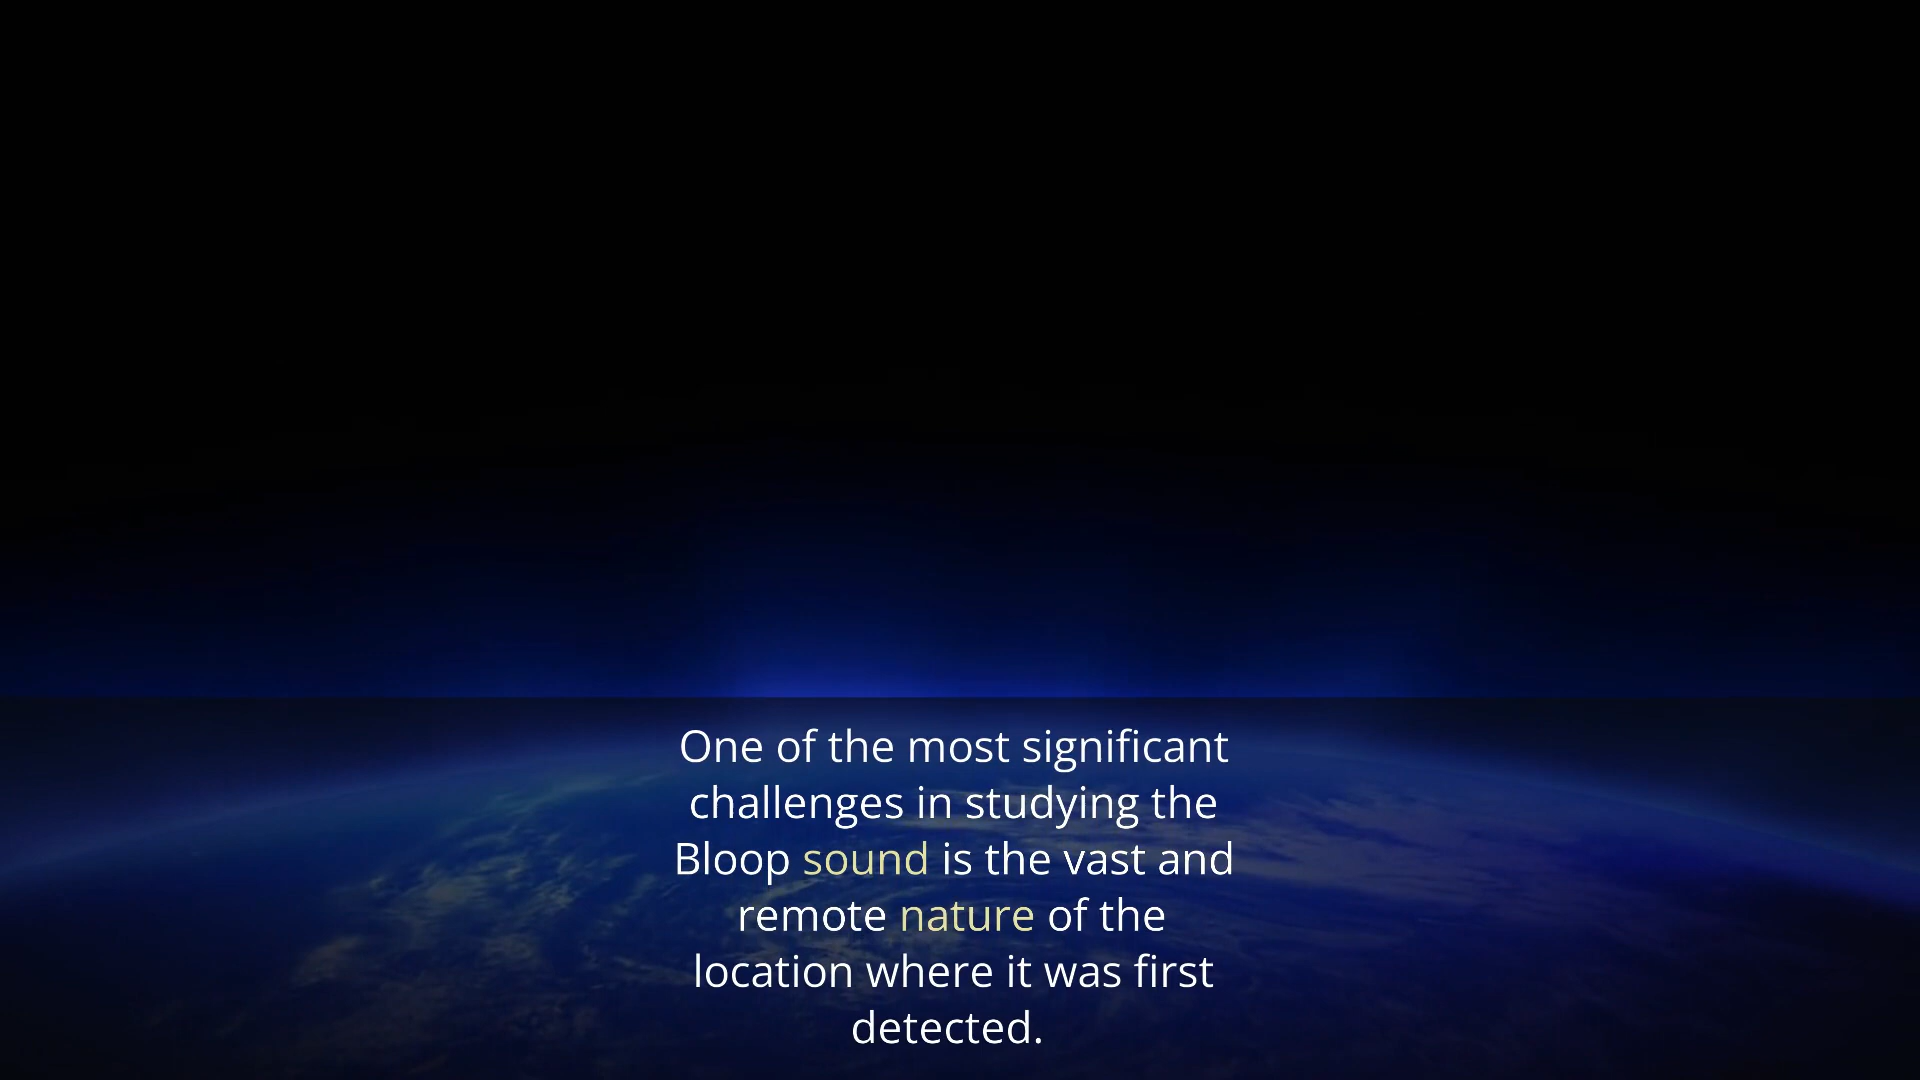 One of the most significant
challenges in studying the
Bloop sound is the vast and
remote nature of the
location where it was first
detected.